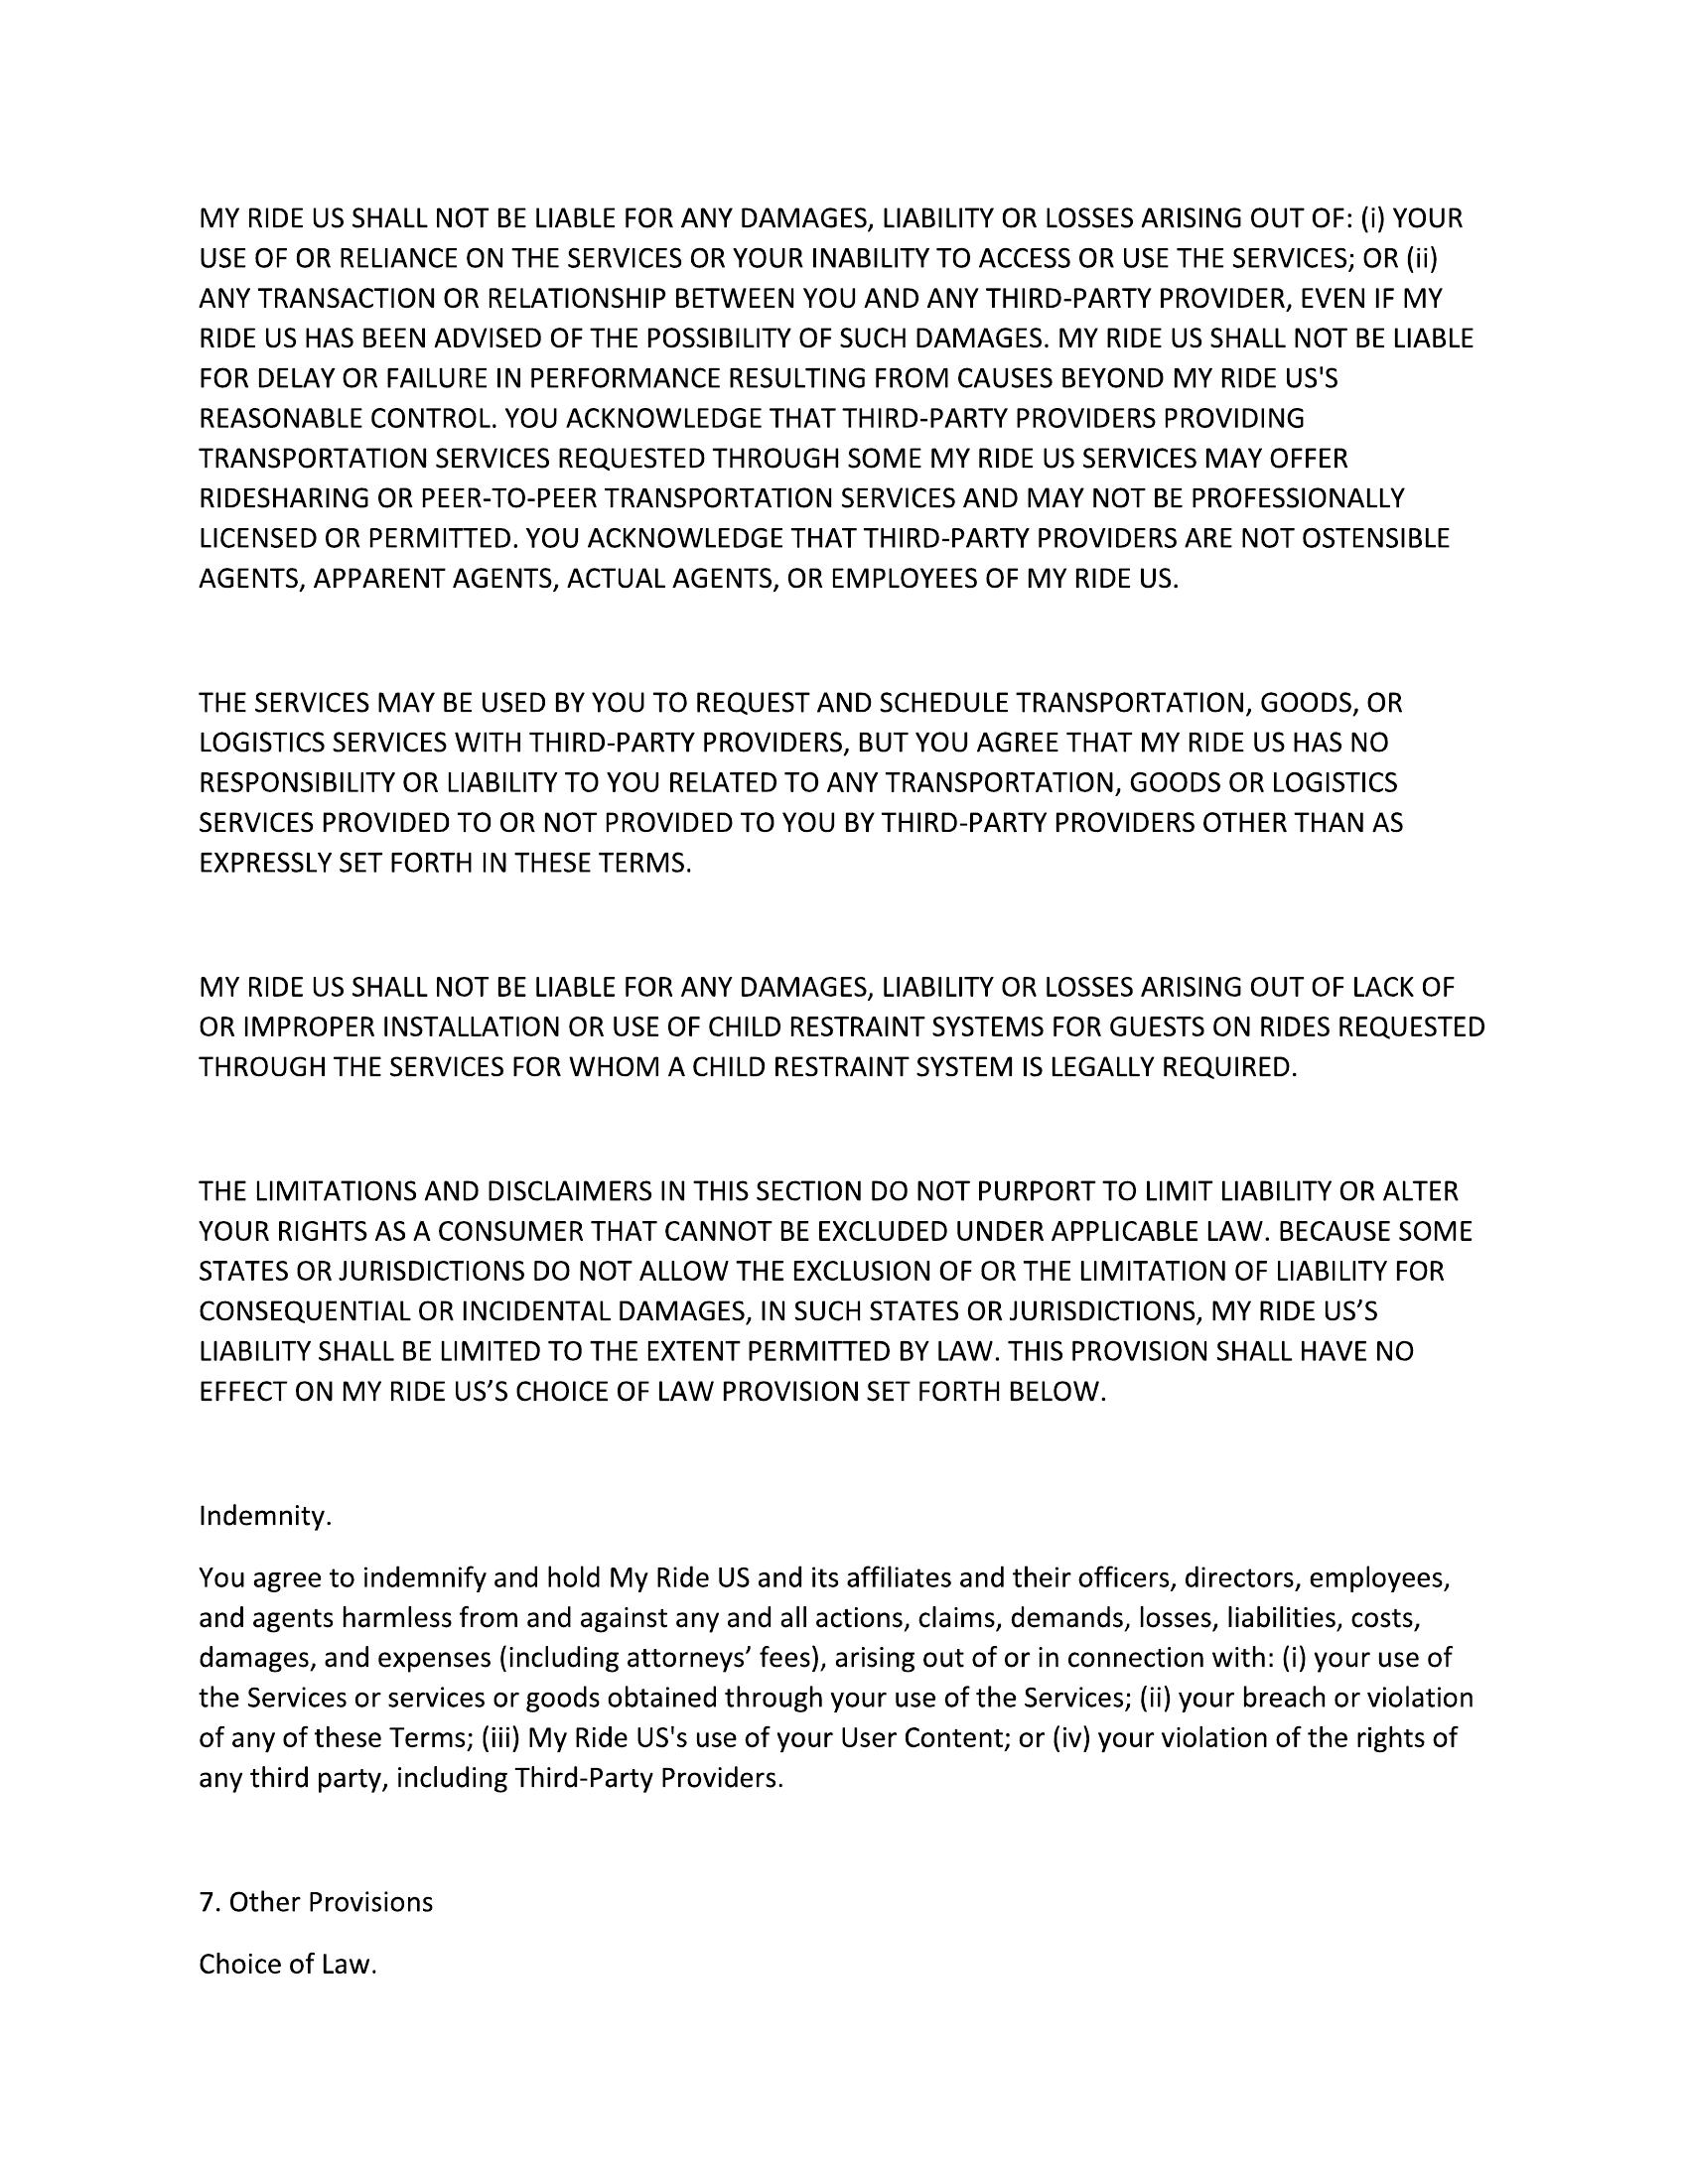 MY RIDE US SHALL NOT BE LIABLE FOR ANY DAMAGES, LIABILITY OR LOSSES ARISING OUT OF: (i) YOUR
USE OF OR RELIANCE ON THE SERVICES OR YOUR INABILITY TO ACCESS OR USE THE SERVICES; OR (ii)
ANY TRANSACTION OR RELATIONSHIP BETWEEN YOU AND ANY THIRD-PARTY PROVIDER, EVEN IF MY
RIDE US HAS BEEN ADVISED OF THE POSSIBILITY OF SUCH DAMAGES. MY RIDE US SHALL NOT BE LIABLE
FOR DELAY OR FAILURE IN PERFORMANCE RESULTING FROM CAUSES BEYOND MY RIDE US'S
REASONABLE CONTROL. YOU ACKNOWLEDGE THAT THIRD-PARTY PROVIDERS PROVIDING
TRANSPORTATION SERVICES REQUESTED THROUGH SOME MY RIDE US SERVICES MAY OFFER
RIDESHARING OR PEER-TO-PEER TRANSPORTATION SERVICES AND MAY NOT BE PROFESSIONALLY
LICENSED OR PERMITTED. YOU ACKNOWLEDGE THAT THIRD-PARTY PROVIDERS ARE NOT OSTENSIBLE
AGENTS, APPARENT AGENTS, ACTUAL AGENTS, OR EMPLOYEES OF MY RIDE US.
THE SERVICES MAY BE USED BY YOU TO REQUEST AND SCHEDULE TRANSPORTATION, GOODS, OR
LOGISTICS SERVICES WITH THIRD-PARTY PROVIDERS, BUT YOU AGREE THAT MY RIDE US HAS NO
RESPONSIBILITY OR LIABILITY TO YOU RELATED TO ANY TRANSPORTATION, GOODS OR LOGISTICS
SERVICES PROVIDED TO OR NOT PROVIDED TO YOU BY THIRD-PARTY PROVIDERS OTHER THAN AS
EXPRESSLY SET FORTH IN THESE TERMS.
MY RIDE US SHALL NOT BE LIABLE FOR ANY DAMAGES, LIABILITY OR LOSSES ARISING OUT OF LACK OF
OR IMPROPER INSTALLATION OR USE OF CHILD RESTRAINT SYSTEMS FOR GUESTS ON RIDES REQUESTED
THROUGH THE SERVICES FOR WHOM A CHILD RESTRAINT SYSTEM IS LEGALLY REQUIRED.
THE LIMITATIONS AND DISCLAIMERS IN THIS SECTION DO NOT PURPORT TO LIMIT LIABILITY OR ALTER
YOUR RIGHTS AS A CONSUMER THAT CANNOT BE EXCLUDED UNDER APPLICABLE LAW. BECAUSE SOME
STATES OR JURISDICTIONS DO NOT ALLOW THE EXCLUSION OF OR THE LIMITATION OF LIABILITY FOR
CONSEQUENTIAL OR INCIDENTAL DAMAGES, IN SUCH STATES OR JURISDICTIONS, MY RIDE US’S
LIABILITY SHALL BE LIMITED TO THE EXTENT PERMITTED BY LAW. THIS PROVISION SHALL HAVE NO
EFFECT ON MY RIDE US’S CHOICE OF LAW PROVISION SET FORTH BELOW.
Indemnity.
You agree to indemnify and hold My Ride US and its affiliates and their officers, directors, employees,
and agents harmless from and against any and all actions, claims, demands, losses, liabilities, costs,
damages, and expenses (including attorneys’ fees), arising out of or in connection with: (i) your use of
the Services or services or goods obtained through your use of the Services; (ii) your breach or violation
of any of these Terms; (iii) My Ride US's use of your User Content; or (iv) your violation of the rights of
any third party, including Third-Party Providers.
7. Other Provisions
Choice of Law.